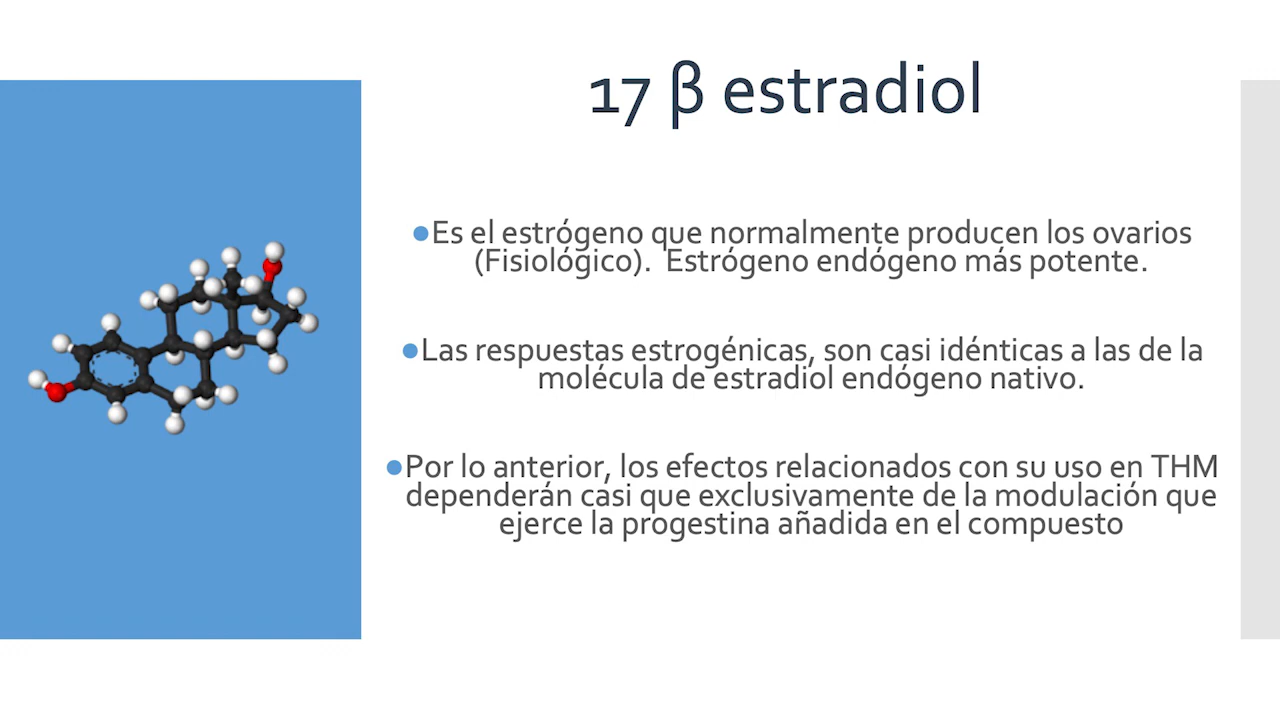 17 β estradiol
●Es el estrógeno que normalmente producen los ovarios
(Fisiológico).  Estrógeno endógeno más potente.
●Las respuestas estrogénicas, son casi idénticas a las de la
molécula de estradiol endógeno nativo.
●Por lo anterior, los efectos relacionados con su uso en THM
dependerán casi que exclusivamente de la modulación que
ejerce la progestina añadida en el compuesto